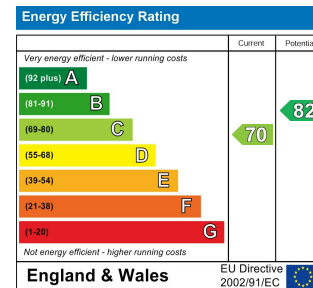 Energy Efficiency Rating
Current Potentia
Very energy efficient - lower running costs
(92 plus) A
(81-91) B
(69-80) C
(55-68) D
(39-54) E
(21-38) F
(1-20) G
82
70
Not energy efficient - higher running costs
England & Wales
EU Directive
2002/91/EC